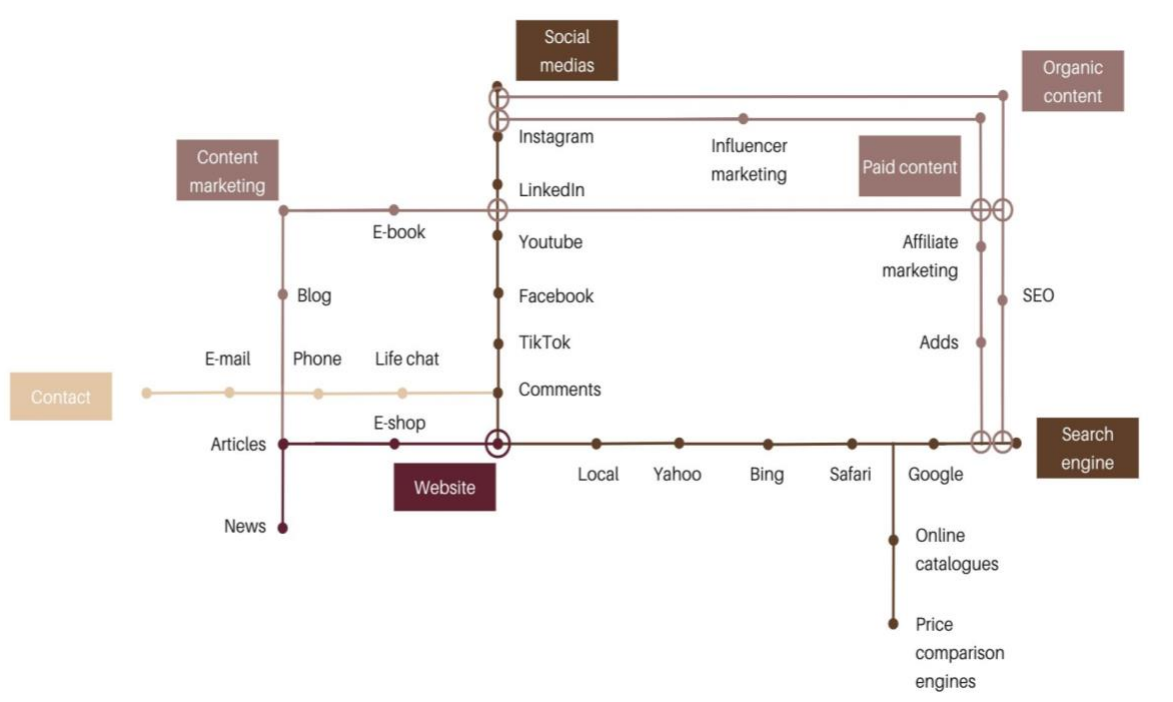 Social
medias
Organic
content
Instagram
Influencer
marketing
Paid content
Content
marketing
LinkedIn
E-book
Youtube
Affiliate
marketing
Blog
Facebook
SEO
TikTok
Adds
E-mail
Phone
Life chat
Contact
Comments
E-shop
Articles
Search
engine
Website
Local
Yahoo
Bing
Safari
Google
News
Online
catalogues
Price
comparison
engines